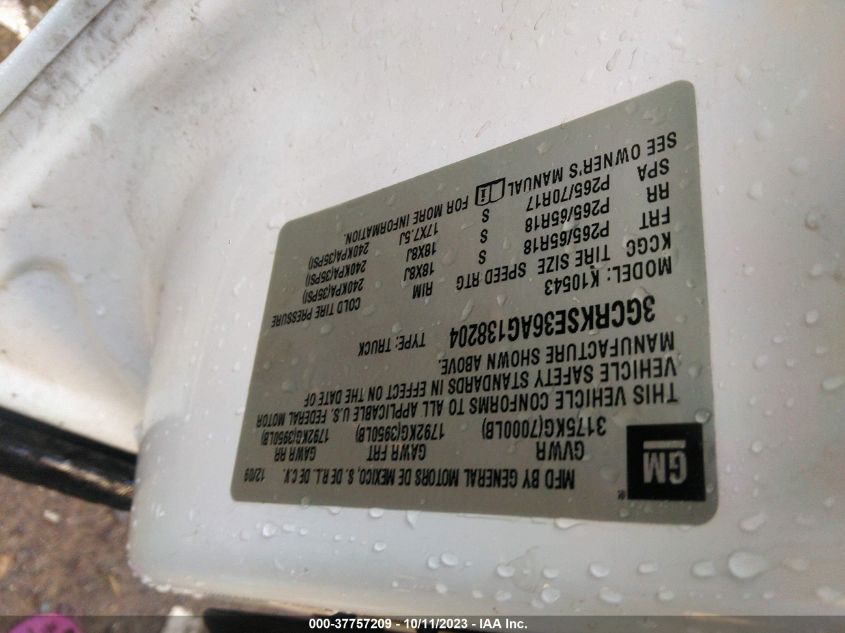 GM
MFD BY GENERAL MOTORS DE MEXICO, S. DE R.L. DE C.V. 12/09
GVWR GAWR FRT GAWR RR
3175KG(7000LB) 1792KG(3950LB) 1792KG(3950LB)
THIS VEHICLE CONFORMS TO ALL APPLICABLE U.S. FEDERAL MOTOR
VEHICLE SAFETY STANDARDS IN EFFECT ON THE DATE OF
MANUFACTURE SHOWN ABOVE.
3GCRKSE36AG138204 TYPE: TRUCK
MODEL: K10543
KCGC TIRE SIZE SPEED RTG RIM COLD TIRE PRESSURE
FRT P265/65R18 S 18X8J 240KPA(35PSI)
RR P265/65R18 S 18X8J 240KPA(35PSI)
SPA P265/70R17 S 17X7.5J 240KPA(35PSI)
SEE OWNER'S MANUAL FOR MORE INFORMATION.
000-37757209 - 10/11/2023 - IAA Inc.